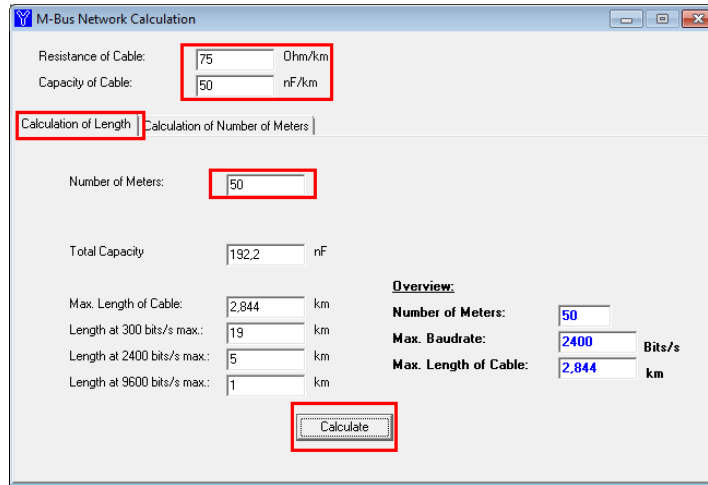 M-Bus Network Calculation
Resistance of Cable: 75 Ohm/km
Capacity of Cable: 50 nF/km
Calculation of Length Calculation of Number of Meters
Number of Meters: 50
Total Capacity 192,2 nF
Max. Length of Cable: 2,844 km
Length at 300 bits/s max.: 19 km
Length at 2400 bits/s max.: 5 km
Length at 9600 bits/s max.: 1 km
Overview:
Number of Meters: 50
Max. Baudrate: 2400 Bits/s
Max. Length of Cable: 2,844 km
Calculate